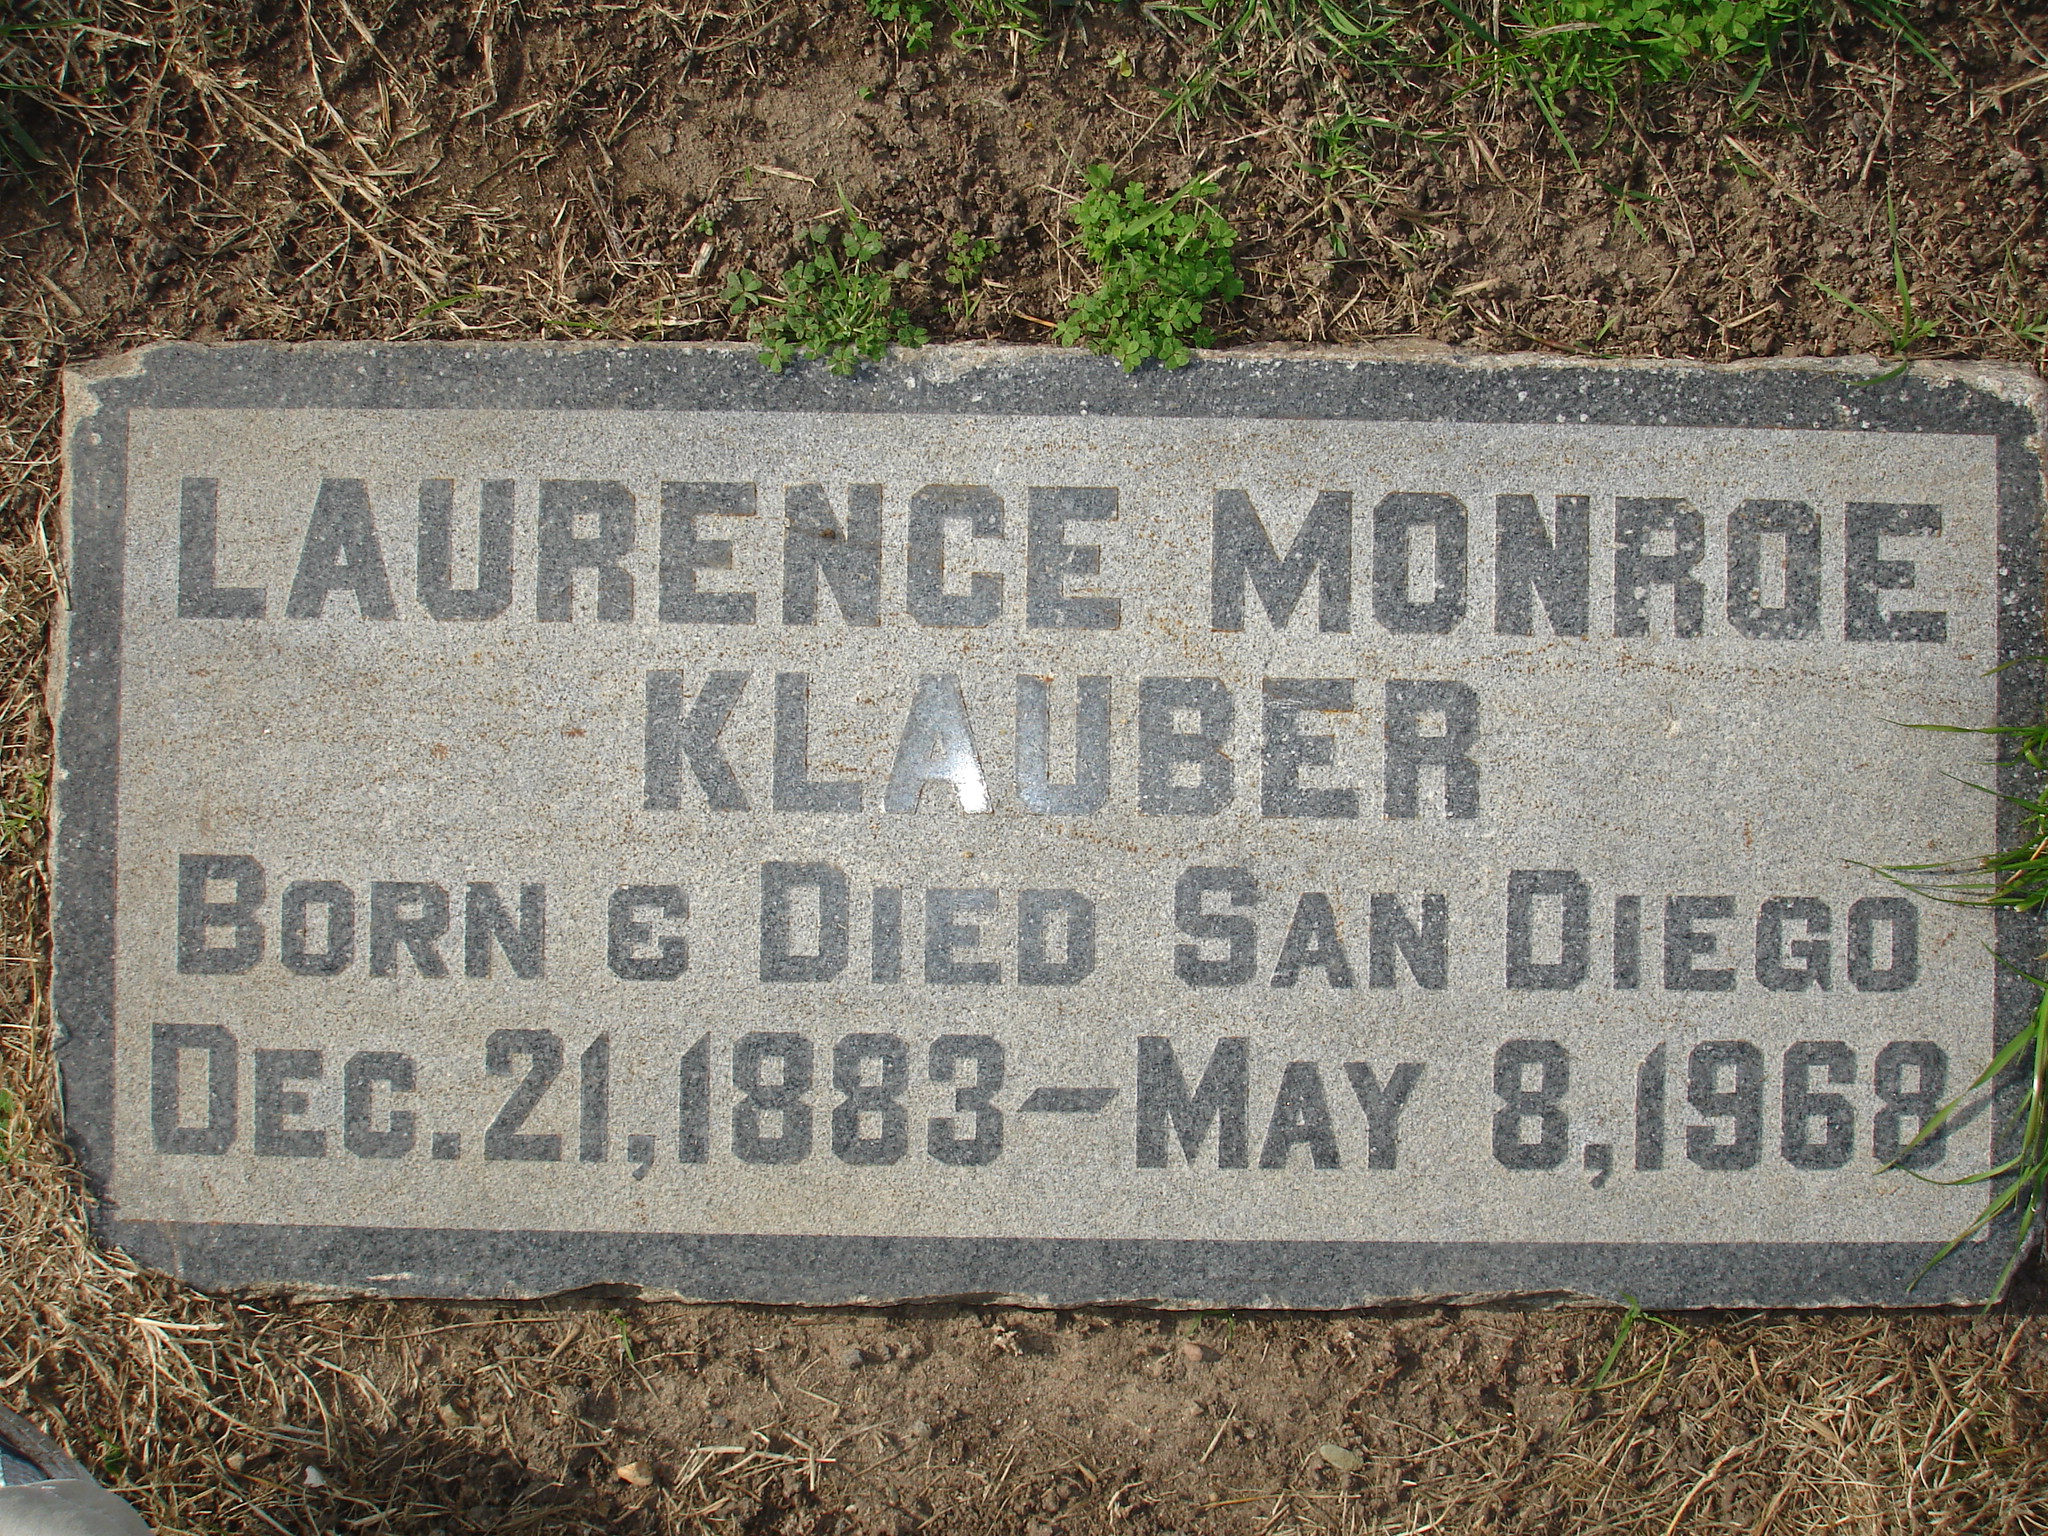 LAURENCE MONROE
KLAUBER
BORN & DIED SAN DIEGO
DEC. 21, 1883 – MAY 8, 1968